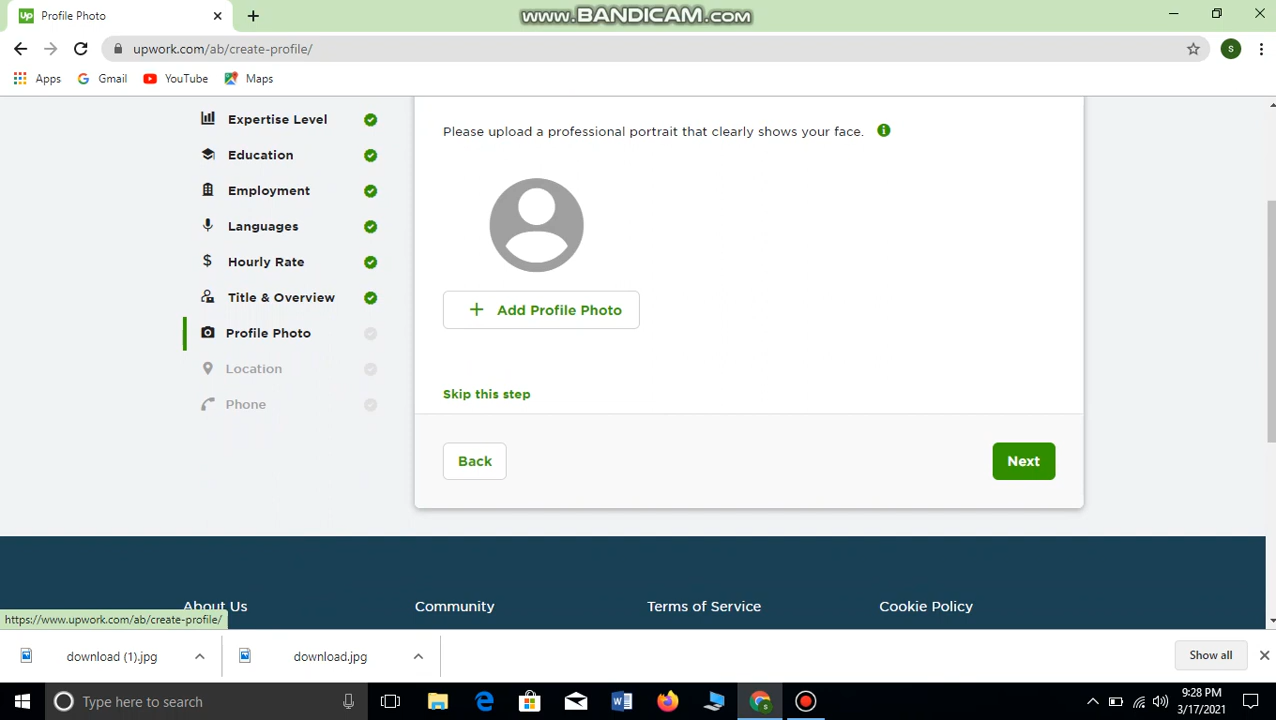 Profile Photo
www.BANDICAM.com
upwork.com/ab/create-profile/
S
Apps
Gmail
YouTube
Maps
Expertise Level
Education
Employment
Languages
Hourly Rate
Title & Overview
Profile Photo
Location
Phone
Please upload a professional portrait that clearly shows your face.
+ Add Profile Photo
Skip this step
Back
Next
About Us
Community
Terms of Service
Cookie Policy
https://www.upwork.com/ab/create-profile/
download (1).jpg
download.jpg
Show all
Type here to search
9:28 PM
3/17/2021